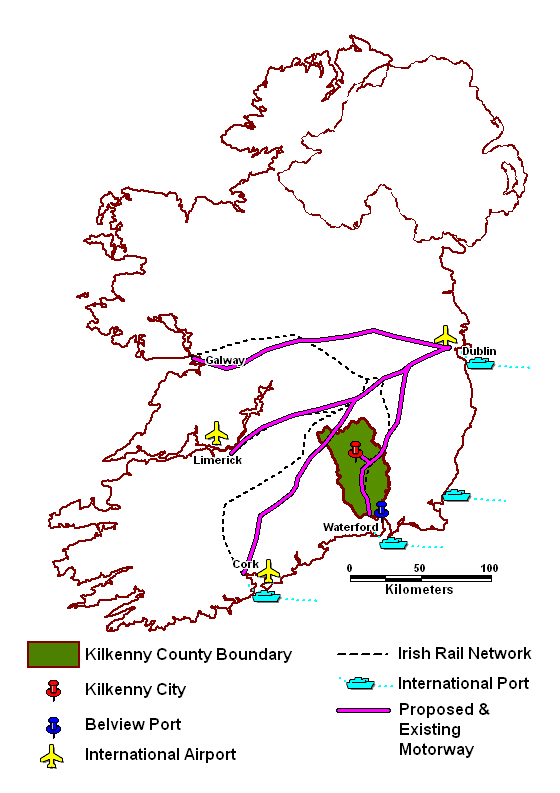 Galway
Dublin
Limerick
Waterford
Cork
0 50 100
Kilometers
Kilkenny County Boundary
Kilkenny City
Belview Port
International Airport
Irish Rail Network
International Port
Proposed &
Existing
Motorway